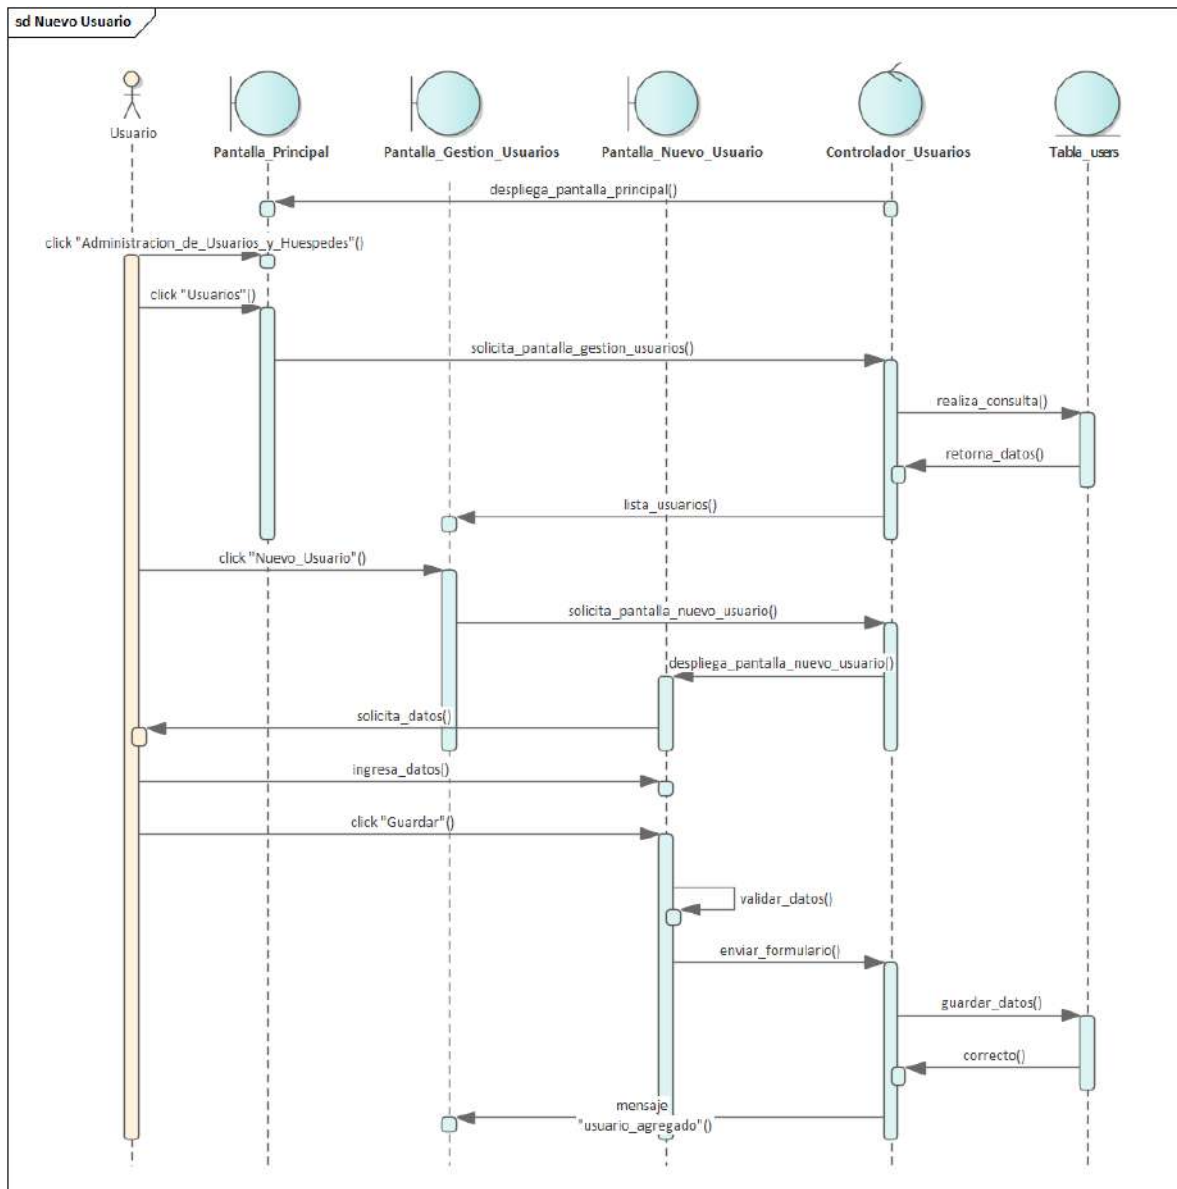 sd Nuevo Usuario
Usuario
Pantalla_Principal
Pantalla_Gestion_Usuarios
Pantalla_Nuevo_Usuario
Controlador_Usuarios
Tabla_users
despliega_pantalla_principal()
click "Administracion_de_Usuarios_y_Huespedes"()
click "Usuarios"()
solicita_pantalla_gestion_usuarios()
realiza_consulta()
retorna_datos()
lista_usuarios()
click "Nuevo_Usuario"()
solicita_pantalla_nuevo_usuario()
despliega_pantalla_nuevo_usuario()
solicita_datos()
ingresa_datos()
click "Guardar"()
validar_datos()
enviar_formulario()
guardar_datos()
correcto()
mensaje
"usuario_agregado"()